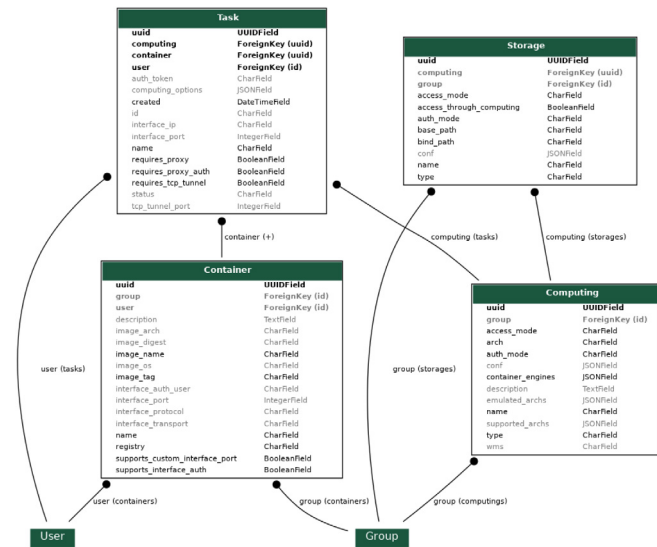 Task
uuid UUIDField
computing ForeignKey (uuid)
container ForeignKey (uuid)
user ForeignKey (id)
auth_token CharField
computing_options JSONField
created DateTimeField
id CharField
interface_ip CharField
interface_port IntegerField
name CharField
requires_proxy BooleanField
requires_proxy_auth BooleanField
requires_tcp_tunnel BooleanField
status CharField
tcp_tunnel_port IntegerField
Storage
uuid UUIDField
computing ForeignKey (uuid)
group ForeignKey (id)
access_mode CharField
access_through_computing BooleanField
auth_mode CharField
base_path CharField
bind_path CharField
conf JSONField
name CharField
type CharField
container (+)
computing (tasks)
computing (storages)
Container
uuid UUIDField
group ForeignKey (id)
user ForeignKey (id)
description TextField
image_arch CharField
image_digest CharField
image_name CharField
image_os CharField
image_tag CharField
interface_auth_user CharField
interface_port IntegerField
interface_protocol CharField
interface_transport CharField
name CharField
registry CharField
supports_custom_interface_port BooleanField
supports_interface_auth BooleanField
Computing
uuid UUIDField
group ForeignKey (id)
access_mode CharField
arch CharField
auth_mode CharField
conf JSONField
container_engines JSONField
description TextField
emulated_archs JSONField
name CharField
supported_archs JSONField
type CharField
wms CharField
user (tasks)
group (storages)
user (containers)
group (containers)
group (computings)
User
Group